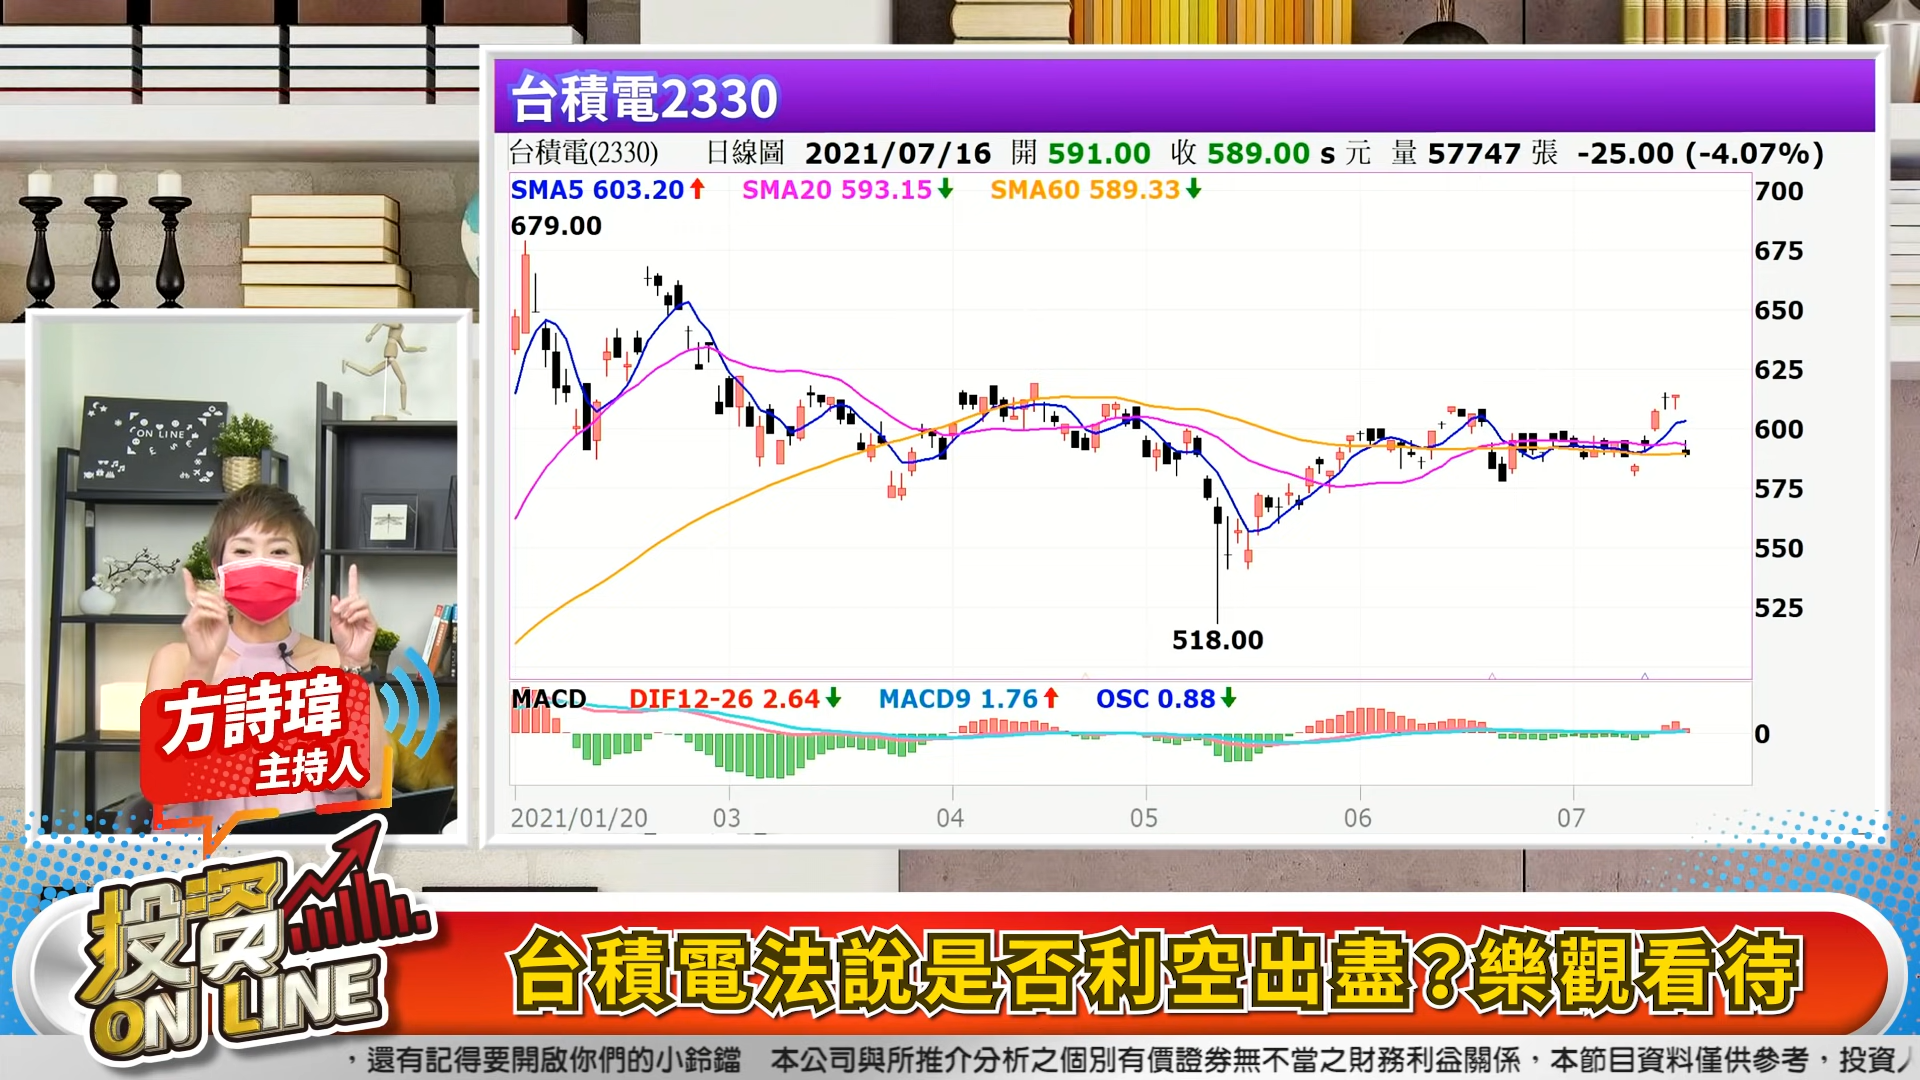 台積電2330
台積電(2330) 日線圖 2021/07/16 開 591.00 收 589.00 s 元 量 57747 張 -25.00 (-4.07%)
SMA5 603.20 SMA20 593.15 SMA60 589.33
679.00
518.00
700
675
650
625
600
575
550
525
MACD DIF12-26 2.64 MACD9 1.76 OSC 0.88
0
2021/01/20 03 04 05 06 07
ON LINE
方詩瑋
主持人
投資
ON LINE
台積電法說是否利空出盡？樂觀看待
，還有記得要開啟你們的小鈴鐺 本公司與所推介分析之個別有價證券無不當之財務利益關係，本節目資料僅供參考，投資人